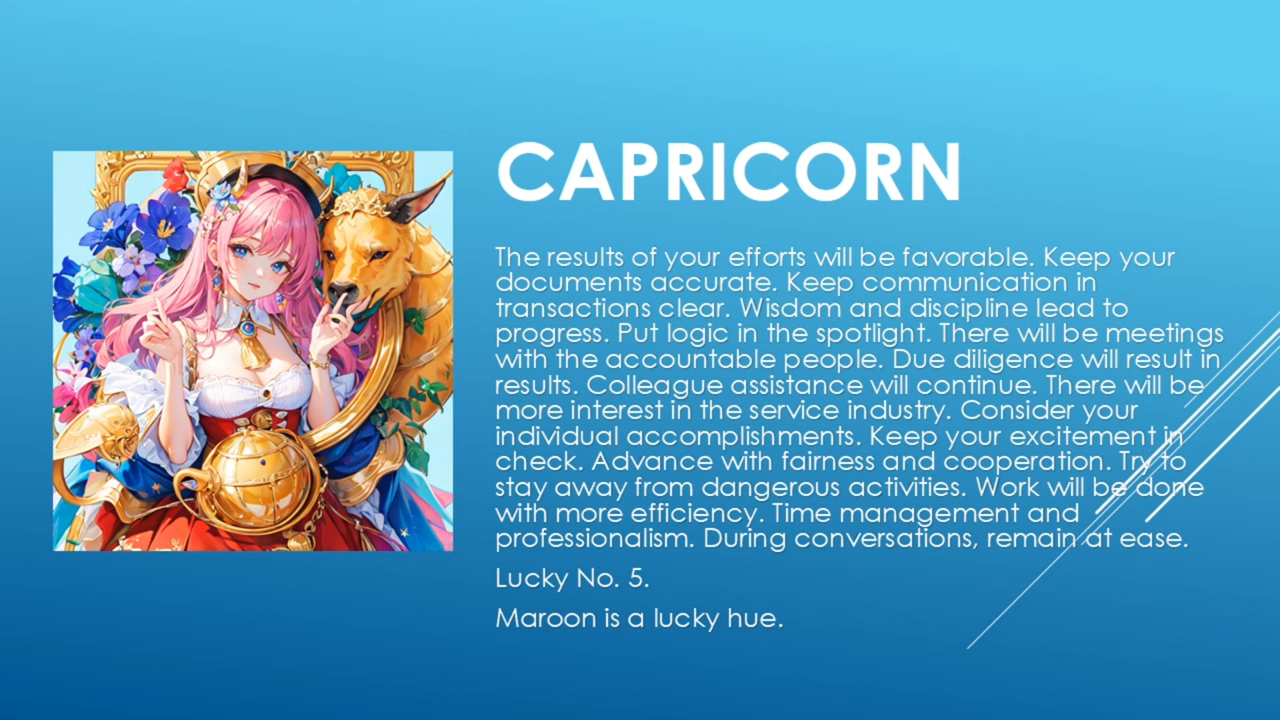 CAPRICORN
The results of your efforts will be favorable. Keep your
documents accurate. Keep communication in
transactions clear. Wisdom and discipline lead to
progress. Put logic in the spotlight. There will be meetings
with the accountable people. Due diligence will result in
results. Colleague assistance will continue. There will be
more interest in the service industry. Consider your
individual accomplishments. Keep your excitement in
check. Advance with fairness and cooperation. Try to
stay away from dangerous activities. Work will be done
with more efficiency. Time management and
professionalism. During conversations, remain at ease.
Lucky No. 5.
Maroon is a lucky hue.